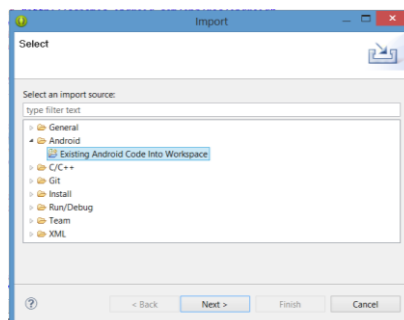 Import
Select
Select an import source:
type filter text
General
Android
Existing Android Code Into Workspace
C/C++
Git
Install
Run/Debug
Team
XML
?
< Back
Next >
Finish
Cancel